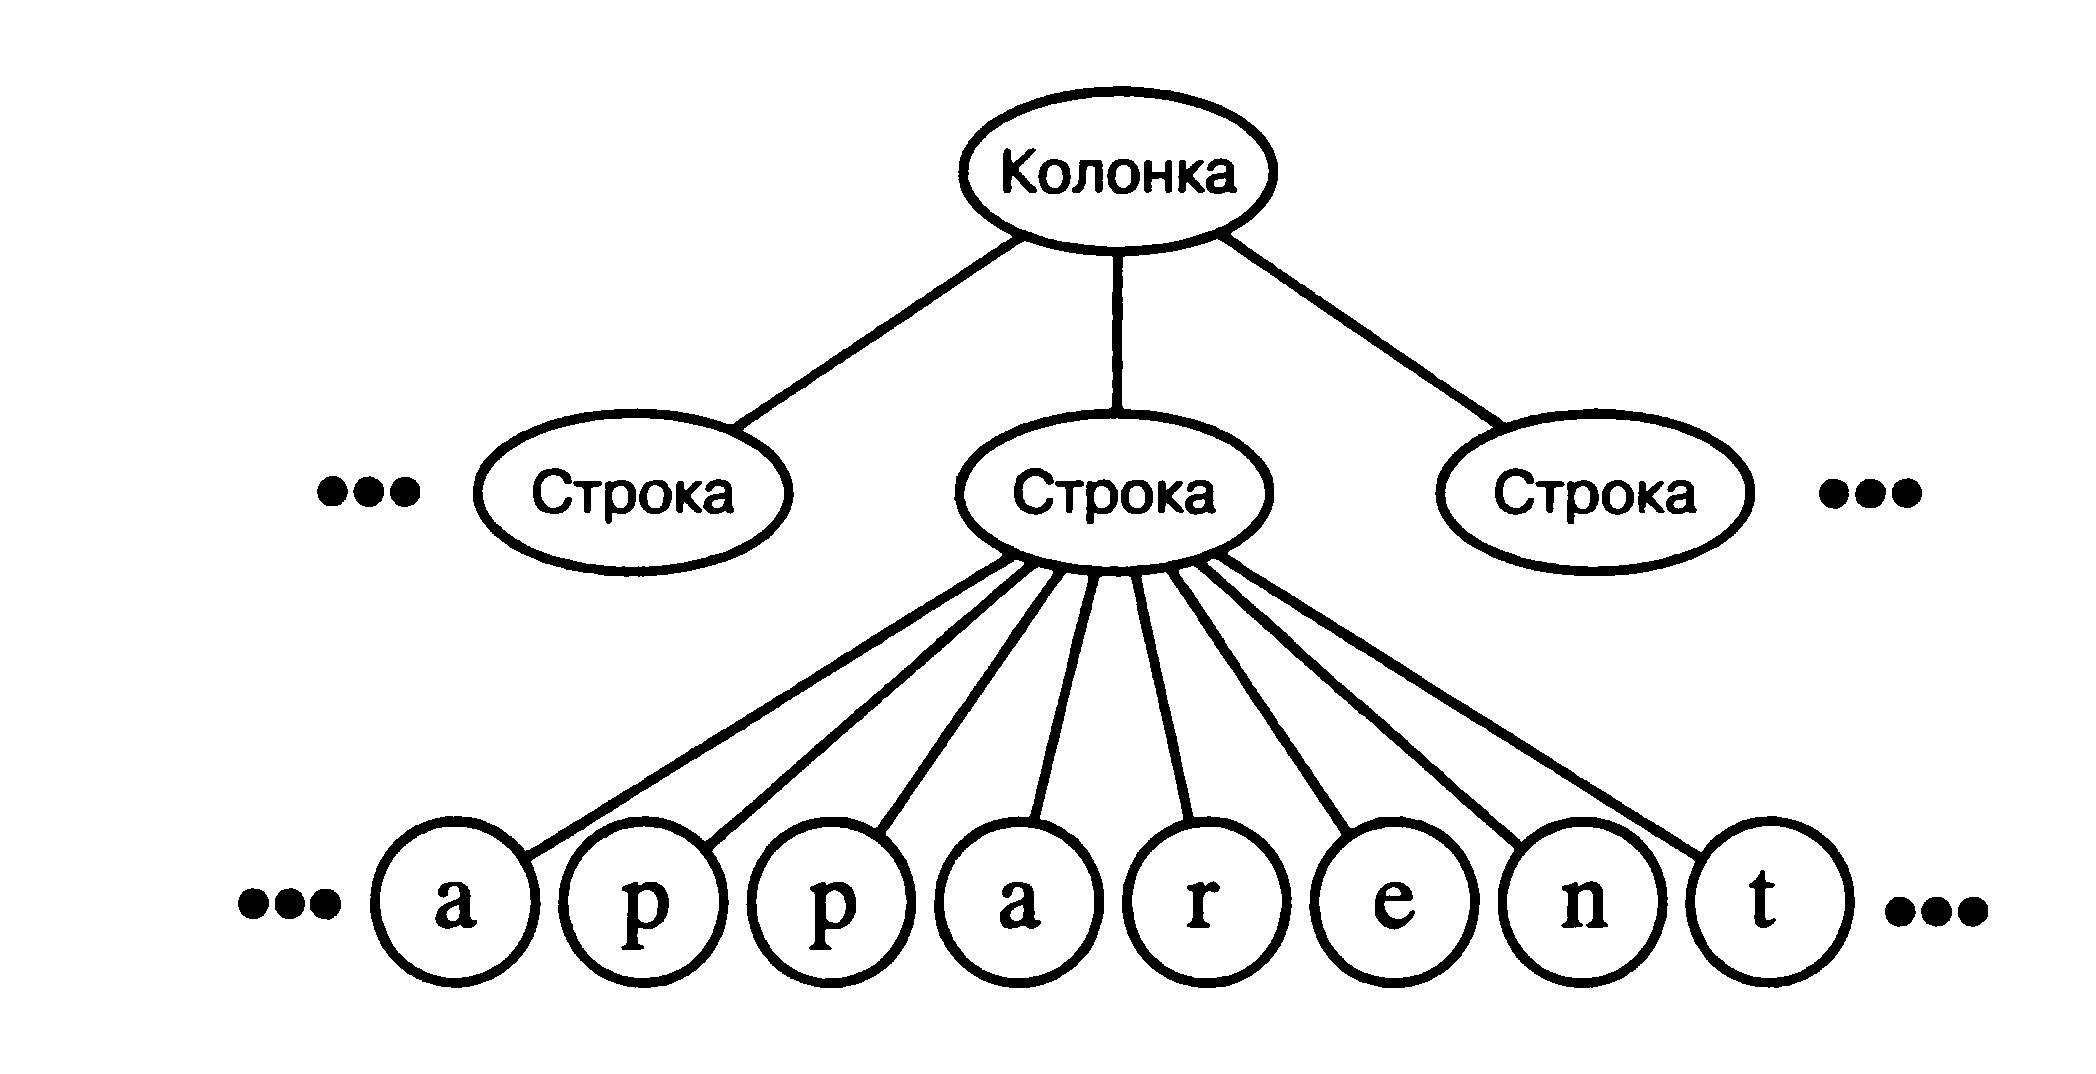 Колонка
••• Строка Строка Строка •••
••• a p p a r e n t •••